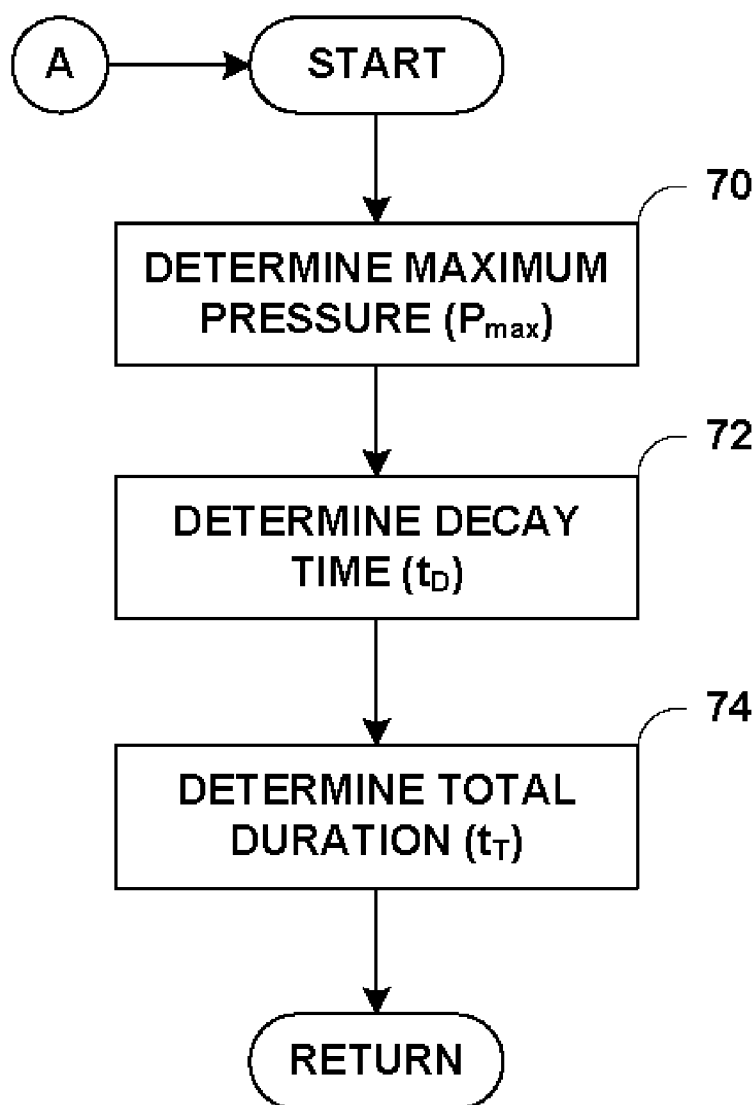 A
START
70
DETERMINE MAXIMUM
PRESSURE (Pmax)
72
DETERMINE DECAY
TIME (tD)
74
DETERMINE TOTAL
DURATION (tT)
RETURN